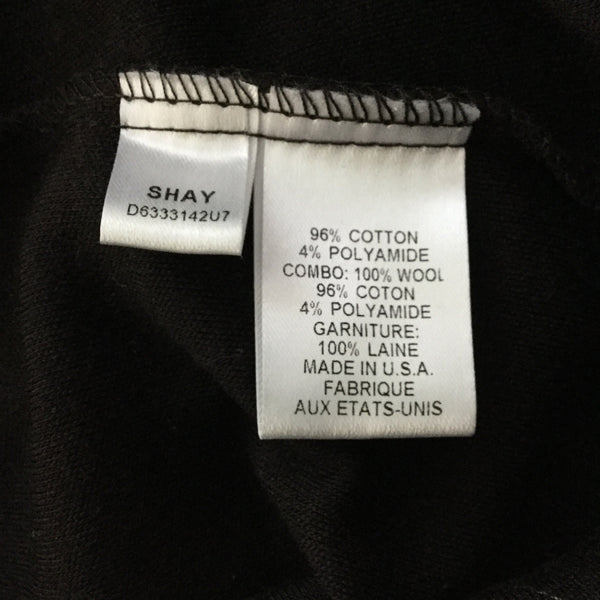 SHAY
D6333142U7
96% COTTON
4% POLYAMIDE
COMBO: 100% WOOL
96% COTON
4% POLYAMIDE
GARNITURE:
100% LAINE
MADE IN U.S.A.
FABRIQUE
AUX ETATS-UNIS